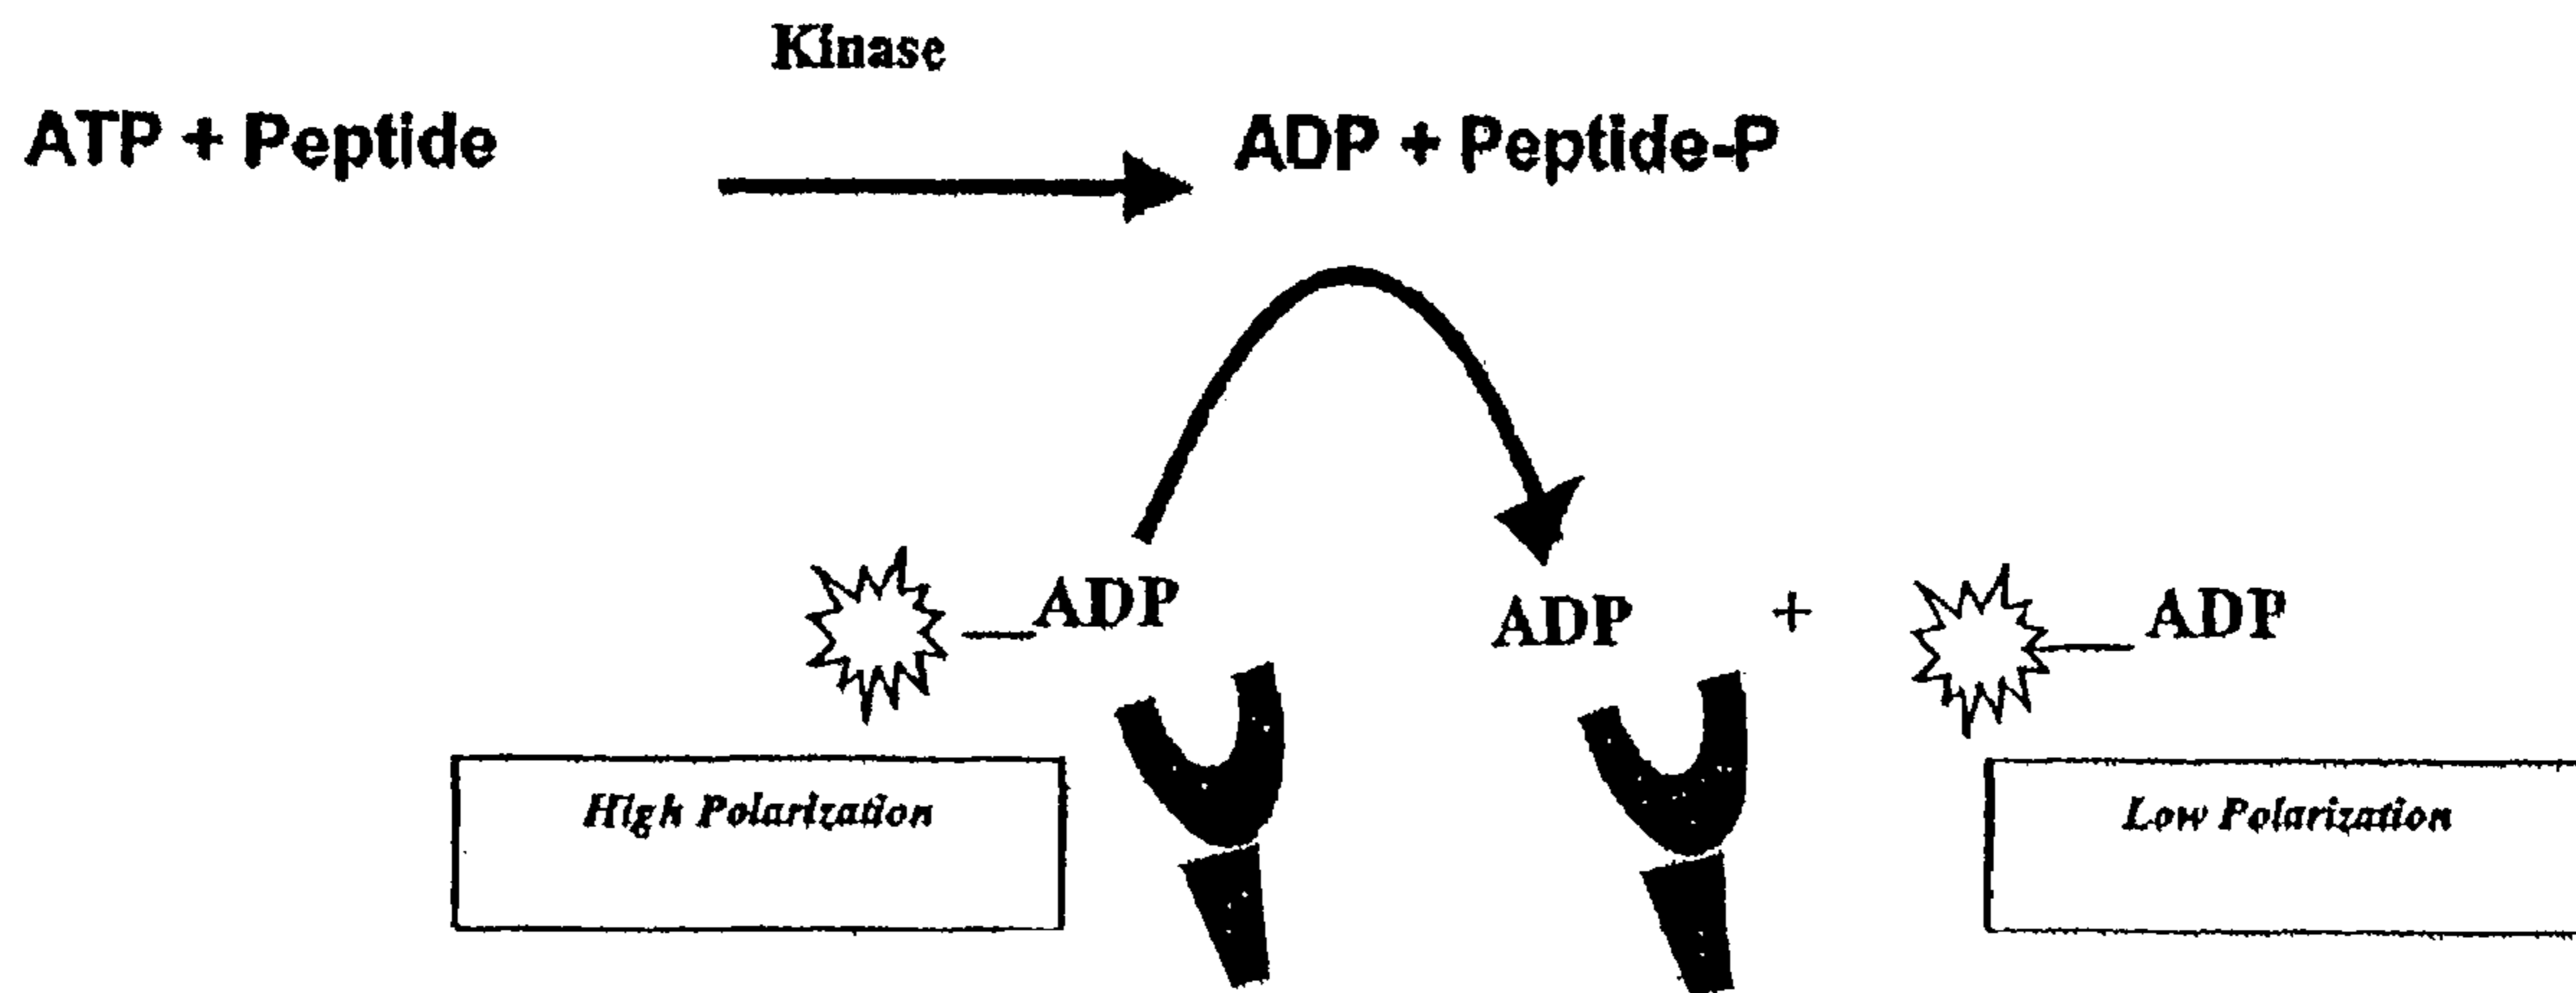 Kinase
ATP + Peptide
ADP + Peptide-P
ADP
ADP + ADP
High Polarization
Low Polarization